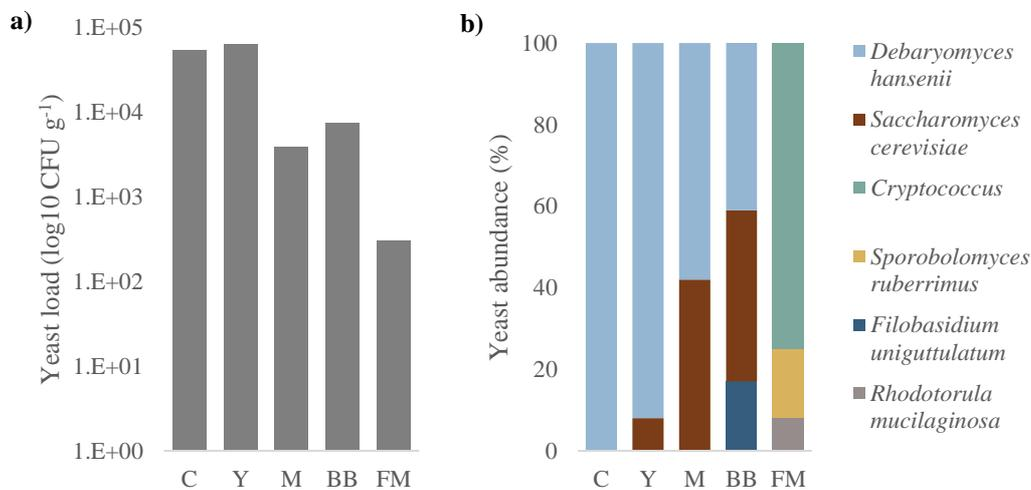 a)
Yeast load (log10 CFU g⁻¹)
1.E+05
1.E+04
1.E+03
1.E+02
1.E+01
1.E+00
C Y M BB FM
b)
Yeast abundance (%)
100
80
60
40
20
0
C Y M BB FM
Debaryomyces
hansenii
Saccharomyces
cerevisiae
Cryptococcus
Sporobolomyces
ruberrimus
Filobasidium
uniguttulatum
Rhodotorula
mucilaginosa